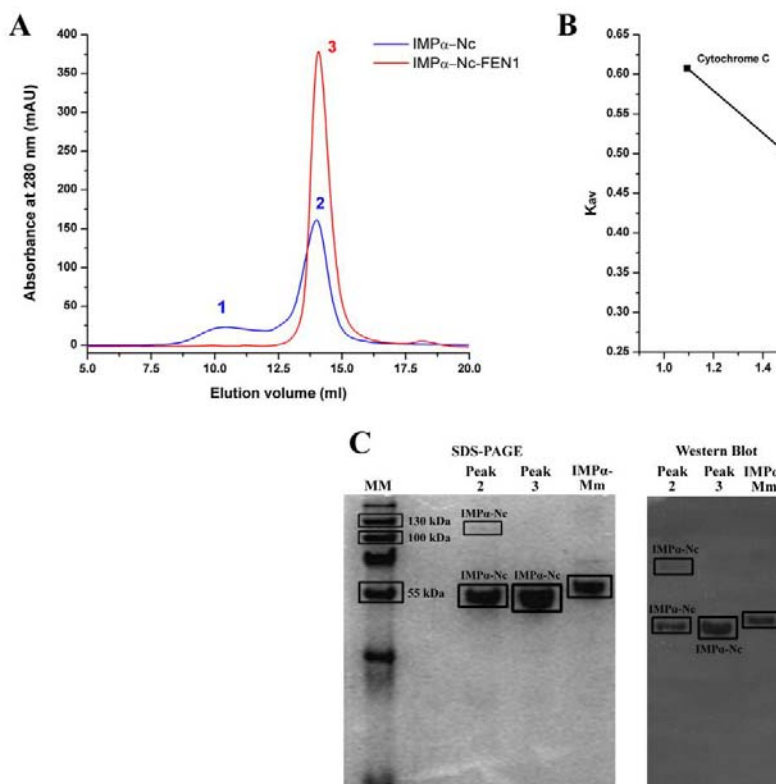 A
B
IMPα–Nc
IMPα–Nc-FEN1
3
2
1
400
350
300
250
200
150
100
50
0
Absorbance at 280 nm (mAU)
5.0 7.5 10.0 12.5 15.0 17.5 20.0
Elution volume (ml)
0.65
0.60
0.55
0.50
0.45
0.40
0.35
0.30
0.25
Kav
Cytochrome C
1.0 1.2 1.4
C
SDS-PAGE
MM
Peak 2
Peak 3
IMPα-Mm
130 kDa
100 kDa
55 kDa
IMPα-Nc
IMPα-Nc
IMPα-Nc
Western Blot
Peak 2
Peak 3
IMPα
Mm
IMPα-Nc
IMPα-Nc
IMPα-Nc